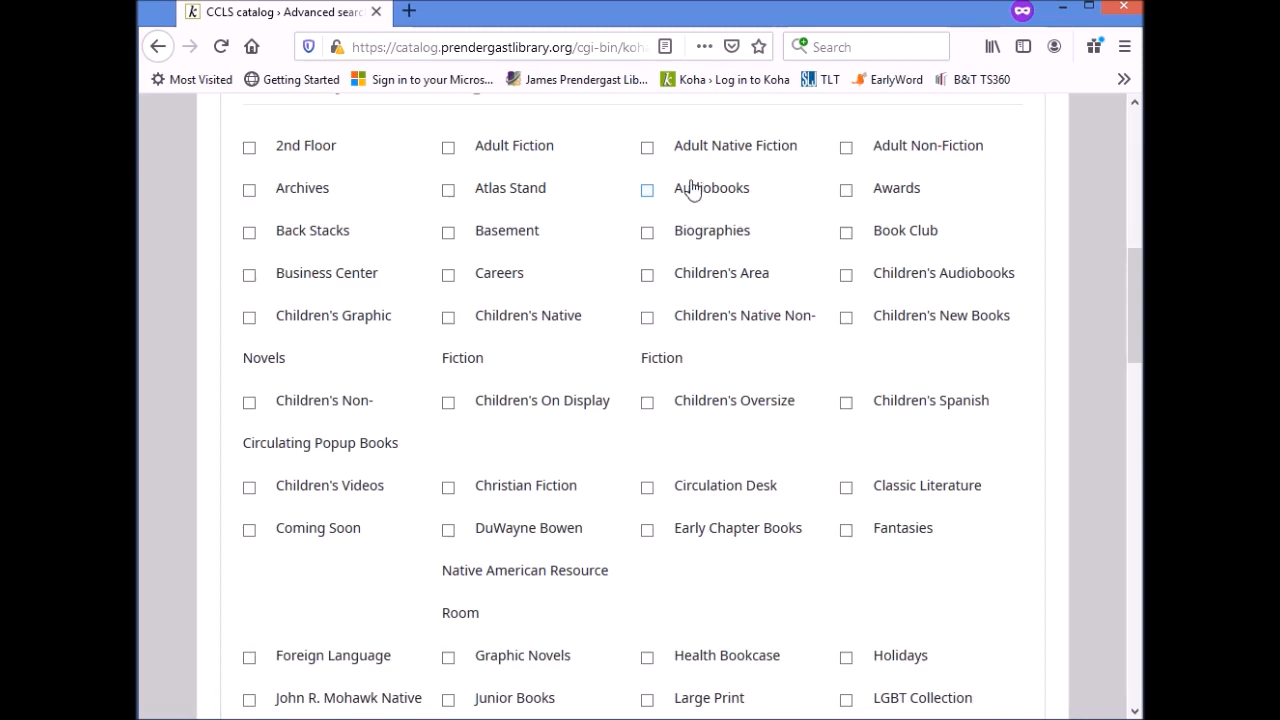 CCLS catalog › Advanced searc
https://catalog.prendergastlibrary.org/cgi-bin/koha
Search
Most Visited Getting Started Sign in to your Micros... James Prendergast Lib... Koha › Log in to Koha TLT EarlyWord B&T TS360
2nd Floor Adult Fiction Adult Native Fiction Adult Non-Fiction
Archives Atlas Stand Audiobooks Awards
Back Stacks Basement Biographies Book Club
Business Center Careers Children's Area Children's Audiobooks
Children's Graphic Children's Native Children's Native Non- Children's New Books
Novels Fiction Fiction
Children's Non- Children's On Display Children's Oversize Children's Spanish
Circulating Popup Books
Children's Videos Christian Fiction Circulation Desk Classic Literature
Coming Soon DuWayne Bowen Early Chapter Books Fantasies
Native American Resource
Room
Foreign Language Graphic Novels Health Bookcase Holidays
John R. Mohawk Native Junior Books Large Print LGBT Collection